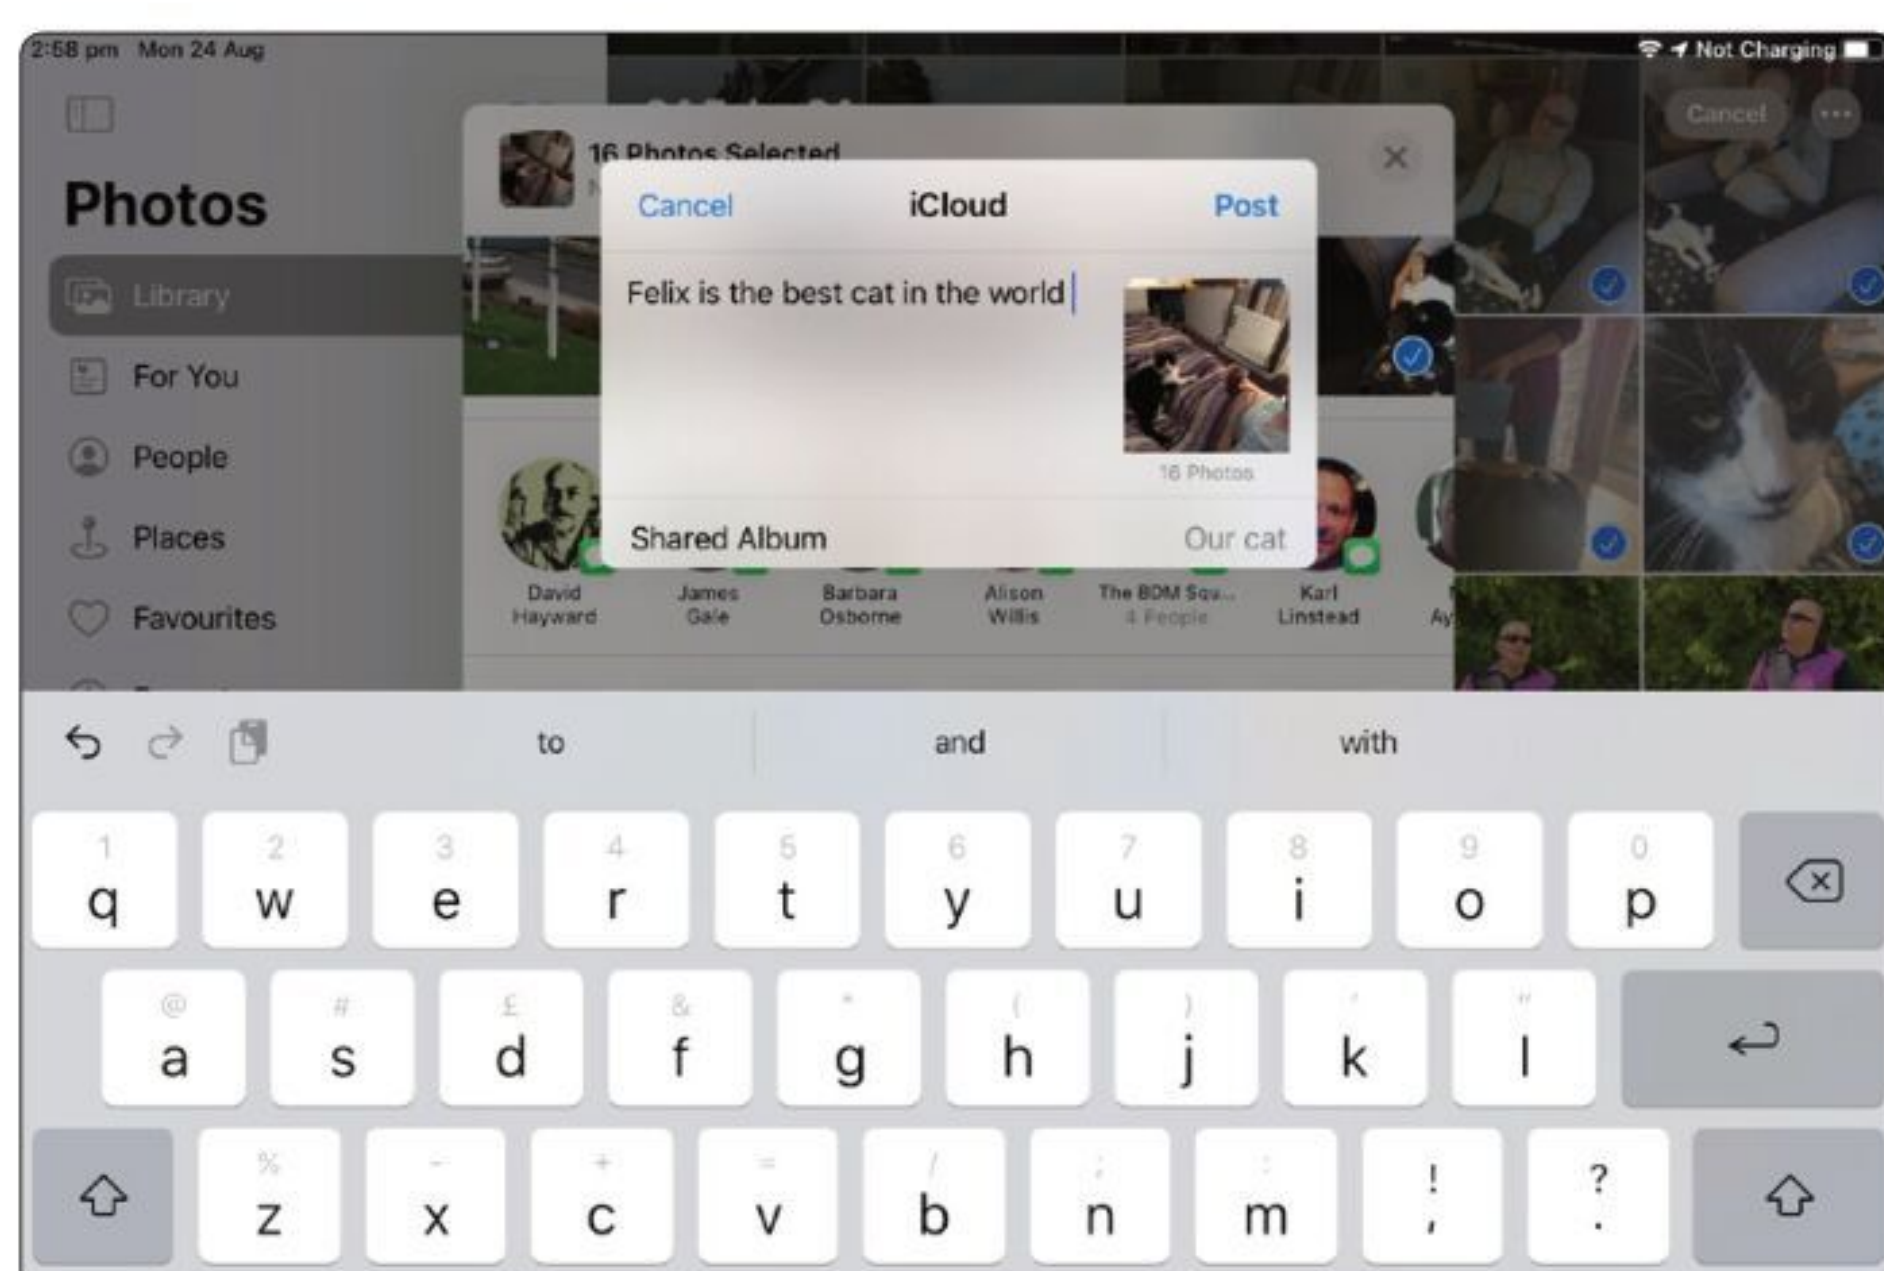 2:58 pm Mon 24 Aug
Not Charging
Cancel
Photos
Library
For You
People
Places
Favourites
16 Photos Selected
Cancel iCloud Post
Felix is the best cat in the world
16 Photos
Shared Album Our cat
David Hayward
James Gale
Barbara Osborne
Alison Willis
The BDM Squ...
4 People
Karl Linstead
to and with
1 2 3 4 5 6 7 8 9 0
q w e r t y u i o p
@ # £ & * ( ) ' "
a s d f g h j k l
% - + = / ; : ! ?
z x c v b n m , .